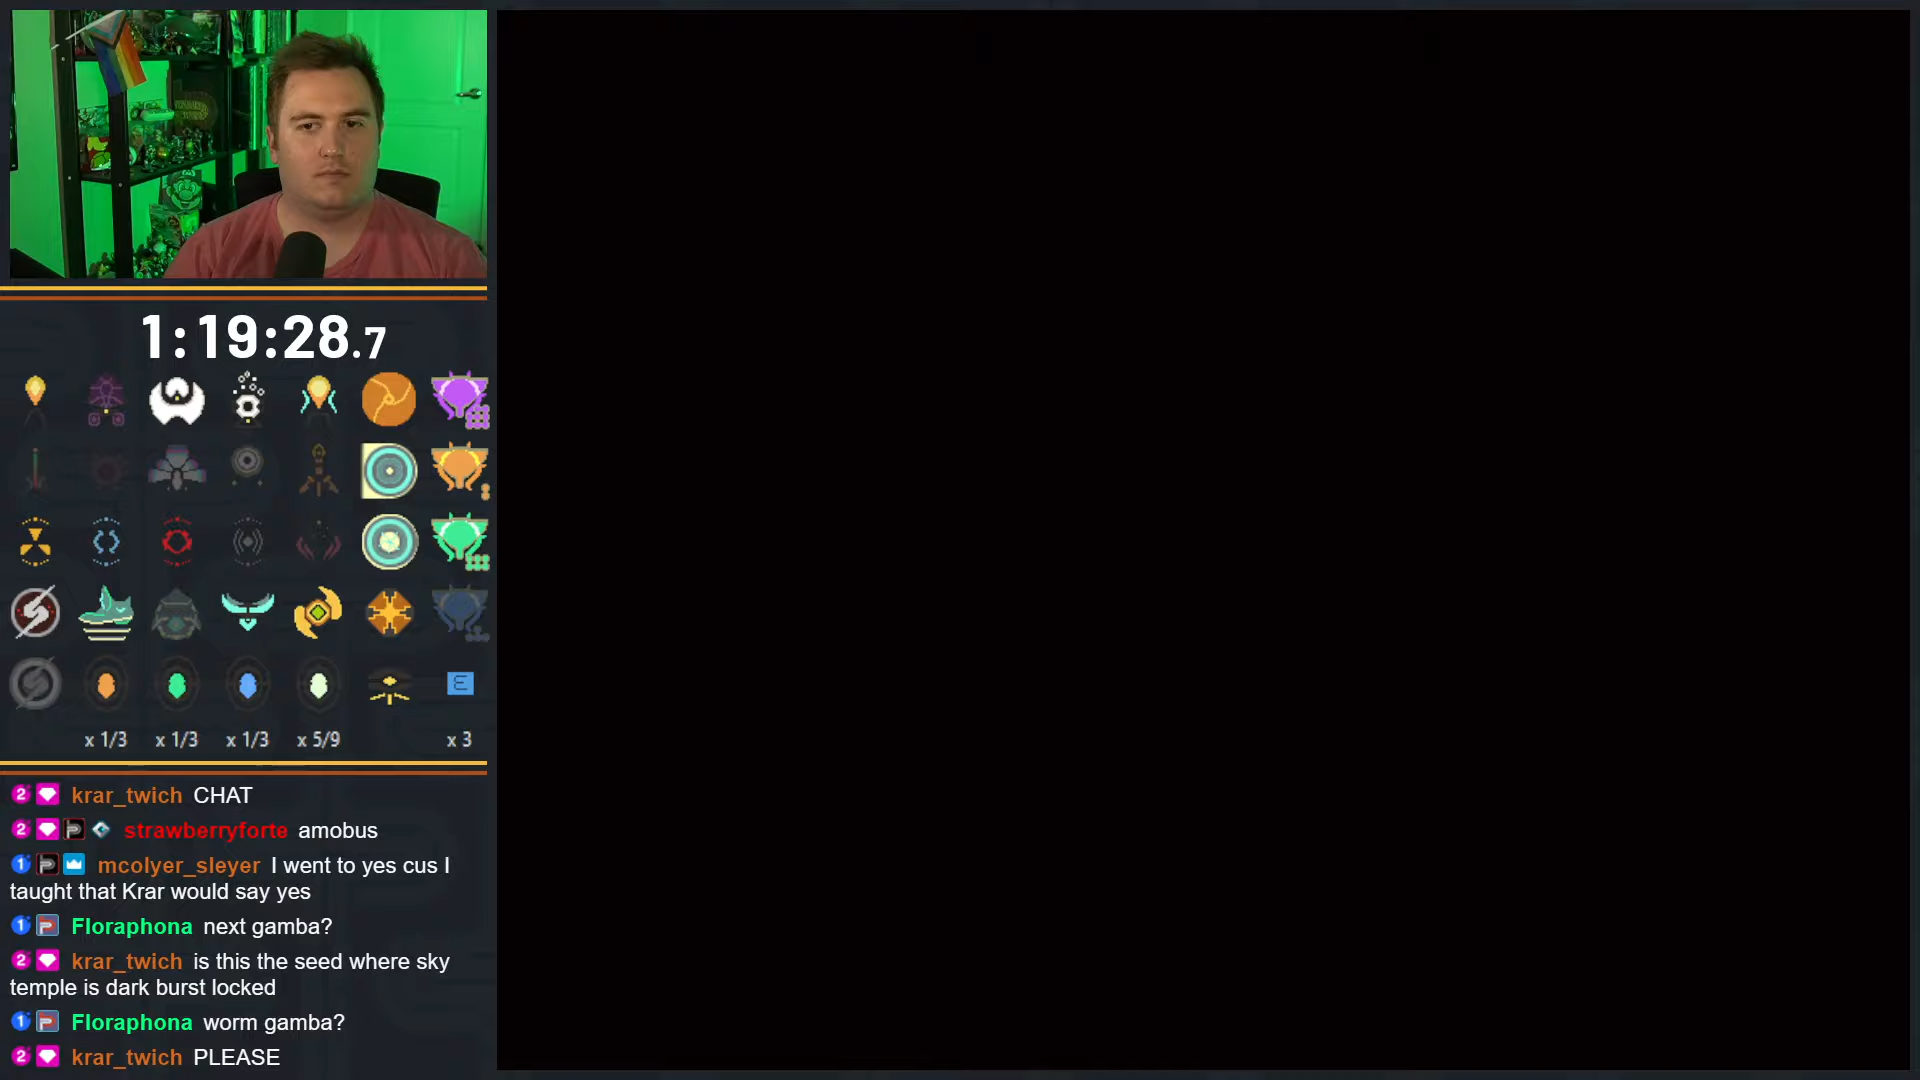 1:19:28.7
x 1/3 x 1/3 x 1/3 x 5/9 x 3
krar_twich CHAT
strawberryforte amobus
mcolyer_sleyer I went to yes cus I
taught that Krar would say yes
Floraphona next gamba?
krar_twich is this the seed where sky
temple is dark burst locked
Floraphona worm gamba?
krar_twich PLEASE